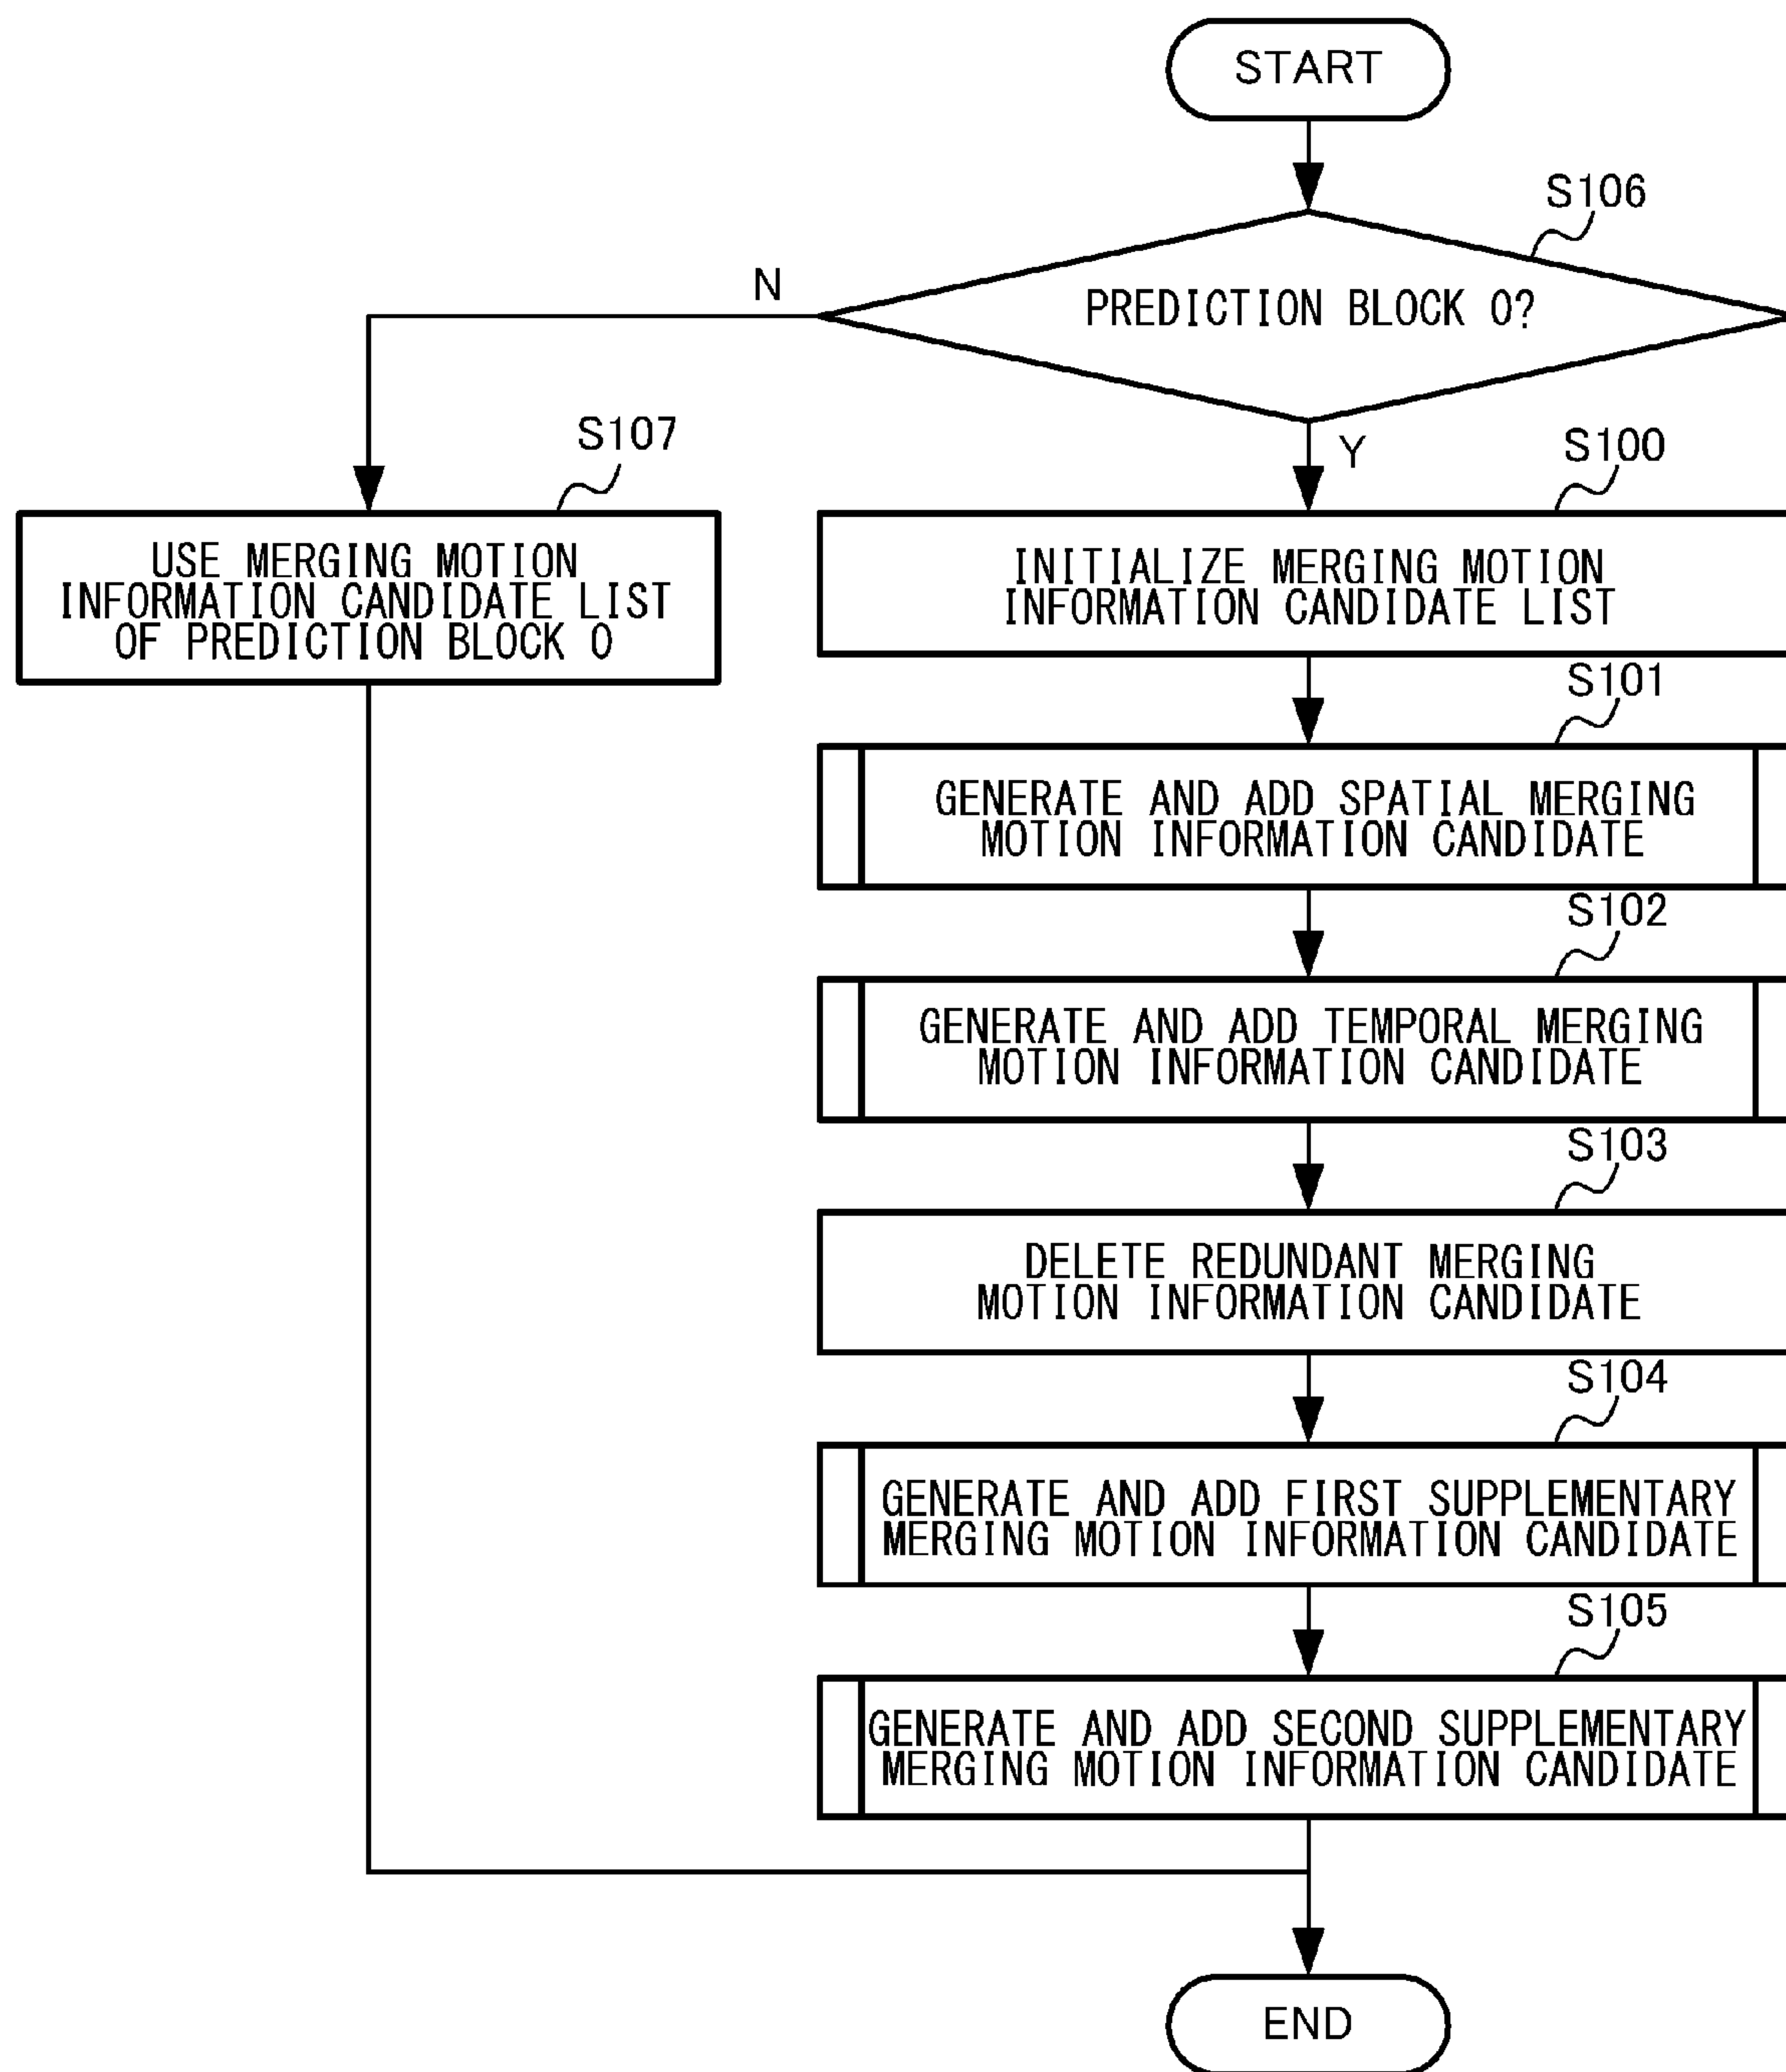 START
S106
N
PREDICTION BLOCK 0?
S107
Y
S100
USE MERGING MOTION
INFORMATION CANDIDATE LIST
OF PREDICTION BLOCK 0
INITIALIZE MERGING MOTION
INFORMATION CANDIDATE LIST
S101
GENERATE AND ADD SPATIAL MERGING
MOTION INFORMATION CANDIDATE
S102
GENERATE AND ADD TEMPORAL MERGING
MOTION INFORMATION CANDIDATE
S103
DELETE REDUNDANT MERGING
MOTION INFORMATION CANDIDATE
S104
GENERATE AND ADD FIRST SUPPLEMENTARY
MERGING MOTION INFORMATION CANDIDATE
S105
GENERATE AND ADD SECOND SUPPLEMENTARY
MERGING MOTION INFORMATION CANDIDATE
END